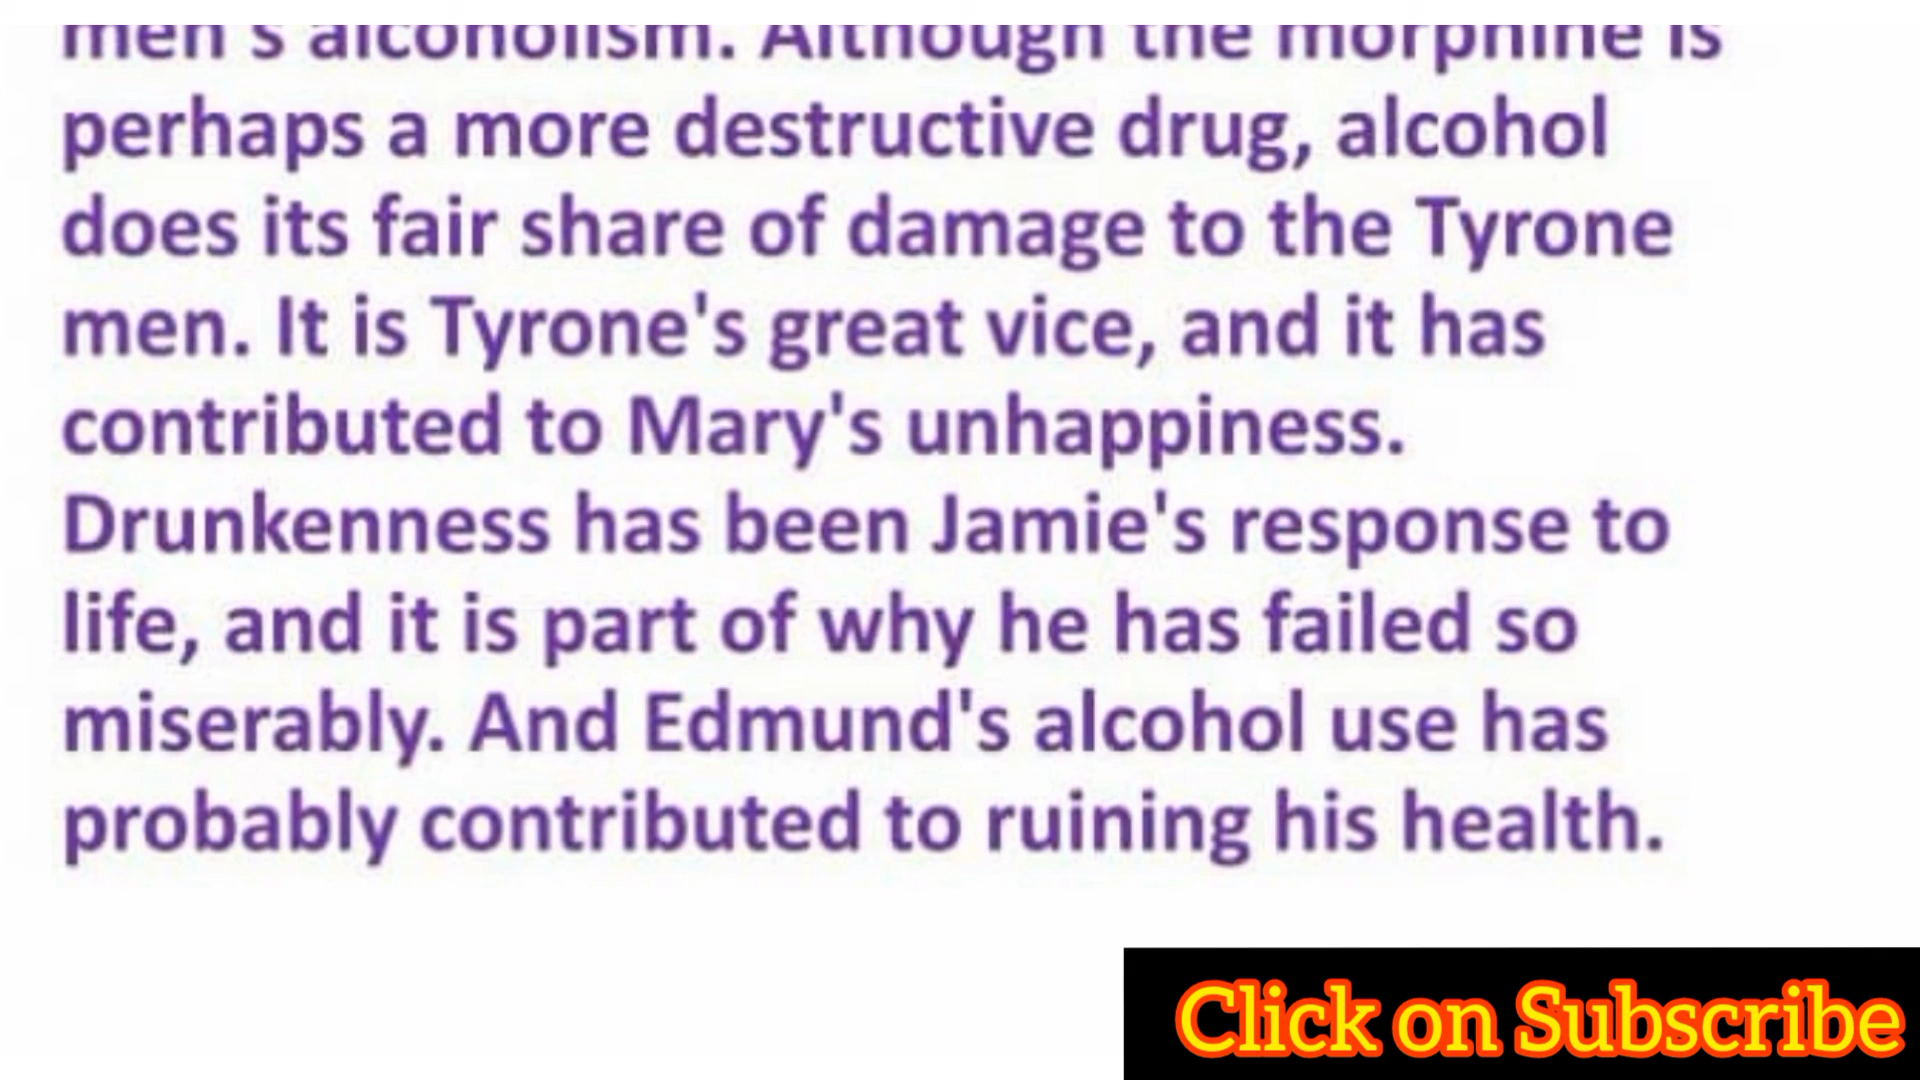 men's alcoholism. Although the morphine is
perhaps a more destructive drug, alcohol
does its fair share of damage to the Tyrone
men. It is Tyrone's great vice, and it has
contributed to Mary's unhappiness.
Drunkenness has been Jamie's response to
life, and it is part of why he has failed so
miserably. And Edmund's alcohol use has
probably contributed to ruining his health.
Click on Subscribe